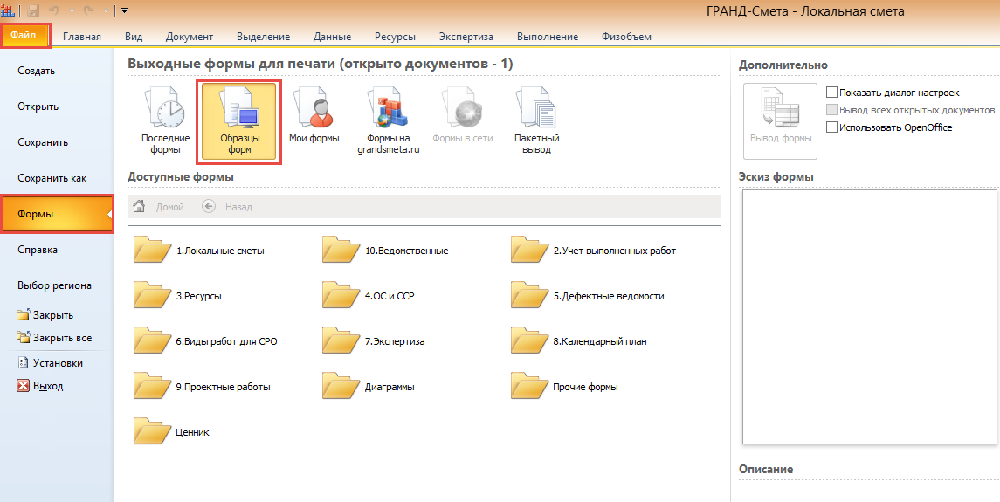 ГРАНД-Смета - Локальная смета
Файл Главная Вид Документ Выделение Данные Ресурсы Экспертиза Выполнение Физобъем
Создать
Открыть
Сохранить
Сохранить как
Формы
Справка
Выбор региона
Закрыть
Закрыть все
Установки
Выход
Выходные формы для печати (открыто документов - 1)
Последние
формы
Образцы
форм
Мои формы
Формы на
grandsmeta.ru
Формы в сети
Пакетный
вывод
Доступные формы
Домой Назад
1.Локальные сметы 10.Ведомственные 2.Учет выполненных работ
3.Ресурсы 4.ОС и ССР 5.Дефектные ведомости
6.Виды работ для СРО 7.Экспертиза 8.Календарный план
9.Проектные работы Диаграммы Прочие формы
Ценник
Дополнительно
Вывод формы
Показать диалог настроек
Вывод всех открытых документов
Использовать OpenOffice
Эскиз формы
Описание